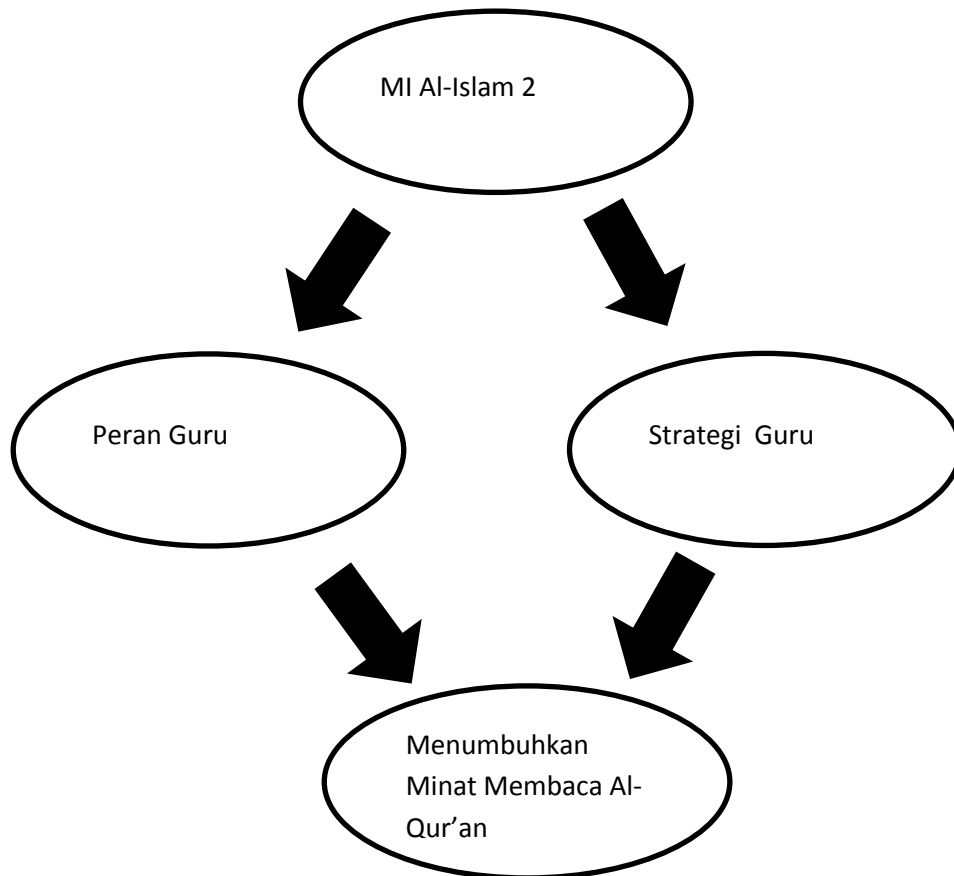 MI Al-Islam 2
Peran Guru
Strategi  Guru
Menumbuhkan
Minat Membaca Al-
Qur’an